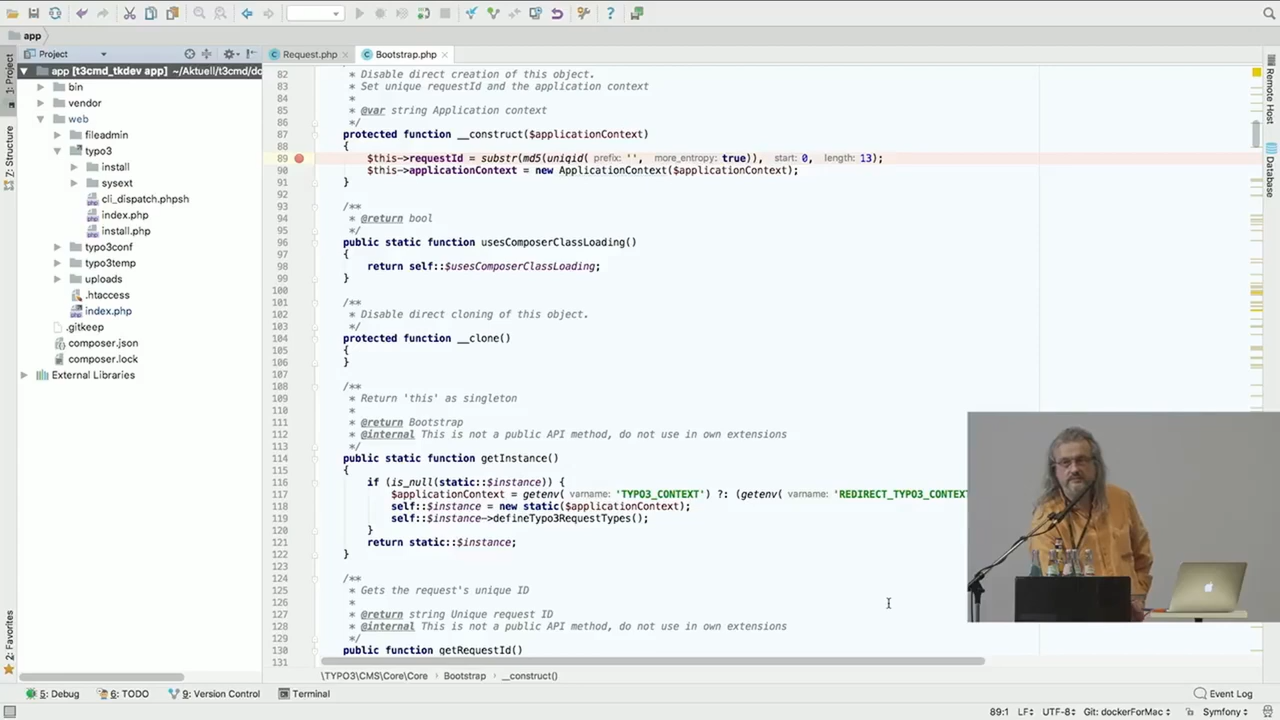 app
Project
Request.php
Bootstrap.php
app [t3cmd_tkdev app] ~/Aktuell/t3cmd/do
bin
vendor
web
fileadmin
typo3
install
sysext
cli_dispatch.phpsh
index.php
install.php
typo3conf
typo3temp
uploads
.htaccess
index.php
.gitkeep
composer.json
composer.lock
External Libraries
1: Project
7: Structure
2: Favorites
82 * Disable direct creation of this object.
83 * Set unique requestId and the application context
84 *
85 * @var string Application context
86 */
87 protected function __construct($applicationContext)
88 {
89 $this->requestId = substr(md5(uniqid( prefix: '', more_entropy: true)), start: 0, length: 13);
90 $this->applicationContext = new ApplicationContext($applicationContext);
91 }
92
93 /**
94 * @return bool
95 */
96 public static function usesComposerClassLoading()
97 {
98 return self::$usesComposerClassLoading;
99 }
100
101 /**
102 * Disable direct cloning of this object.
103 */
104 protected function __clone()
105 {
106 }
107
108 /**
109 * Return 'this' as singleton
110 *
111 * @return Bootstrap
112 * @internal This is not a public API method, do not use in own extensions
113 */
114 public static function getInstance()
115 {
116 if (is_null(static::$instance)) {
117 $applicationContext = getenv( varname: 'TYPO3_CONTEXT') ?: (getenv( varname: 'REDIRECT_TYPO3_CONTEXT
118 self::$instance = new static($applicationContext);
119 self::$instance->defineTypo3RequestTypes();
120 }
121 return static::$instance;
122 }
123
124 /**
125 * Gets the request's unique ID
126 *
127 * @return string Unique request ID
128 * @internal This is not a public API method, do not use in own extensions
129 */
130 public function getRequestId()
131
Remote Host
Database
\TYPO3\CMS\Core\Core Bootstrap __construct()
5: Debug 6: TODO 9: Version Control Terminal Event Log
89:1 LF UTF-8 Git: dockerForMac Symfony